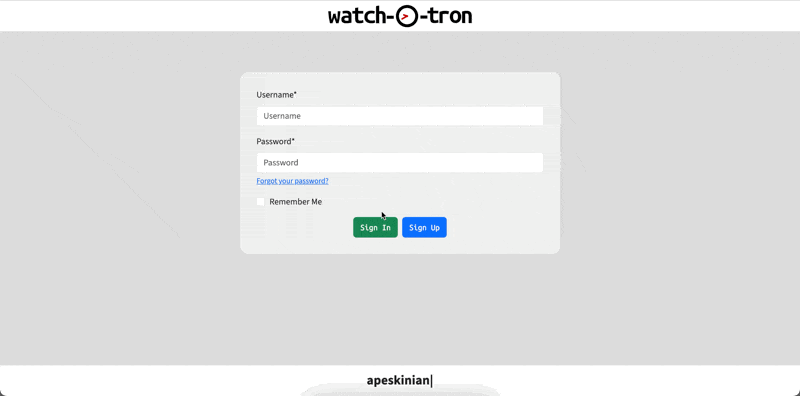 watch-O-tron
Username*
Username
Password*
Password
Forgot your password?
Remember Me
Sign In Sign Up
apeskinian|